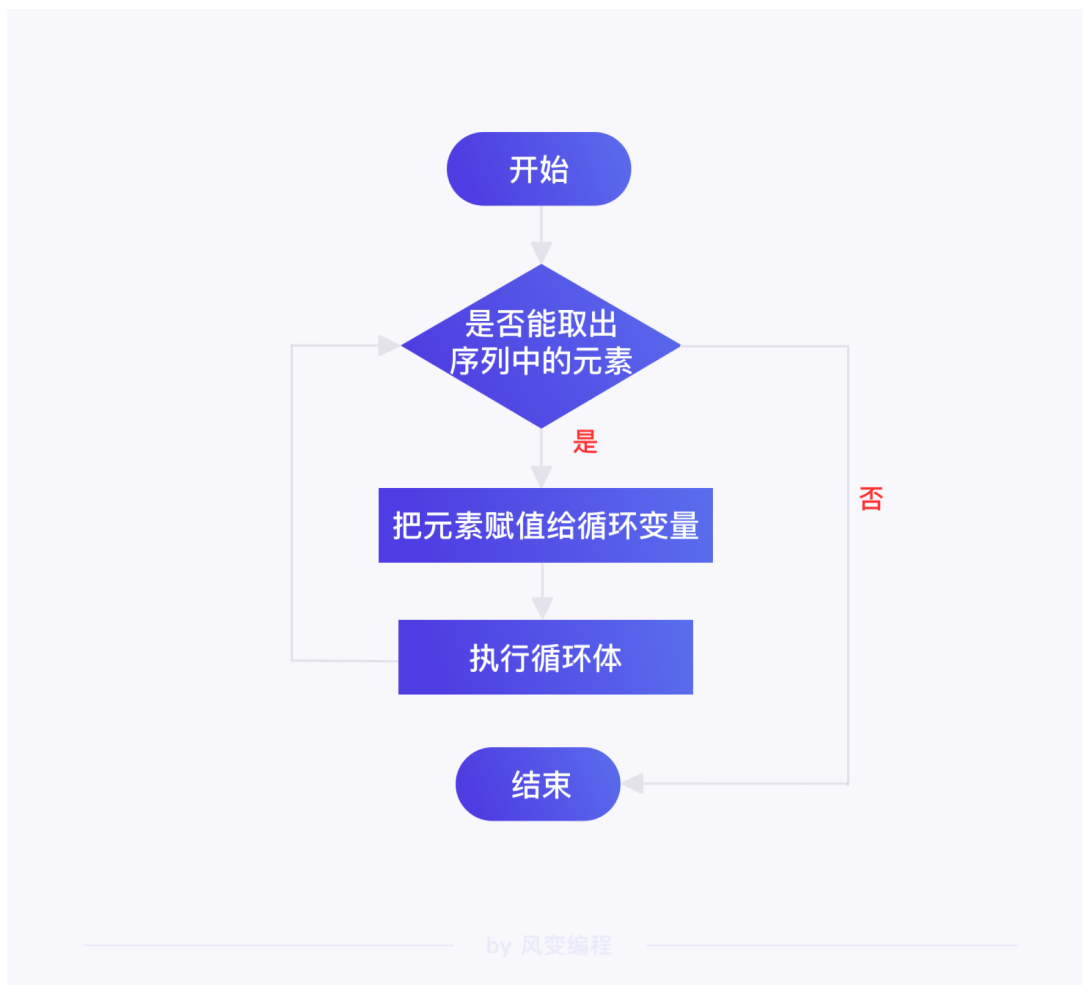 开始
是否能取出
序列中的元素
是
否
把元素赋值给循环变量
执行循环体
结束
by 风变编程